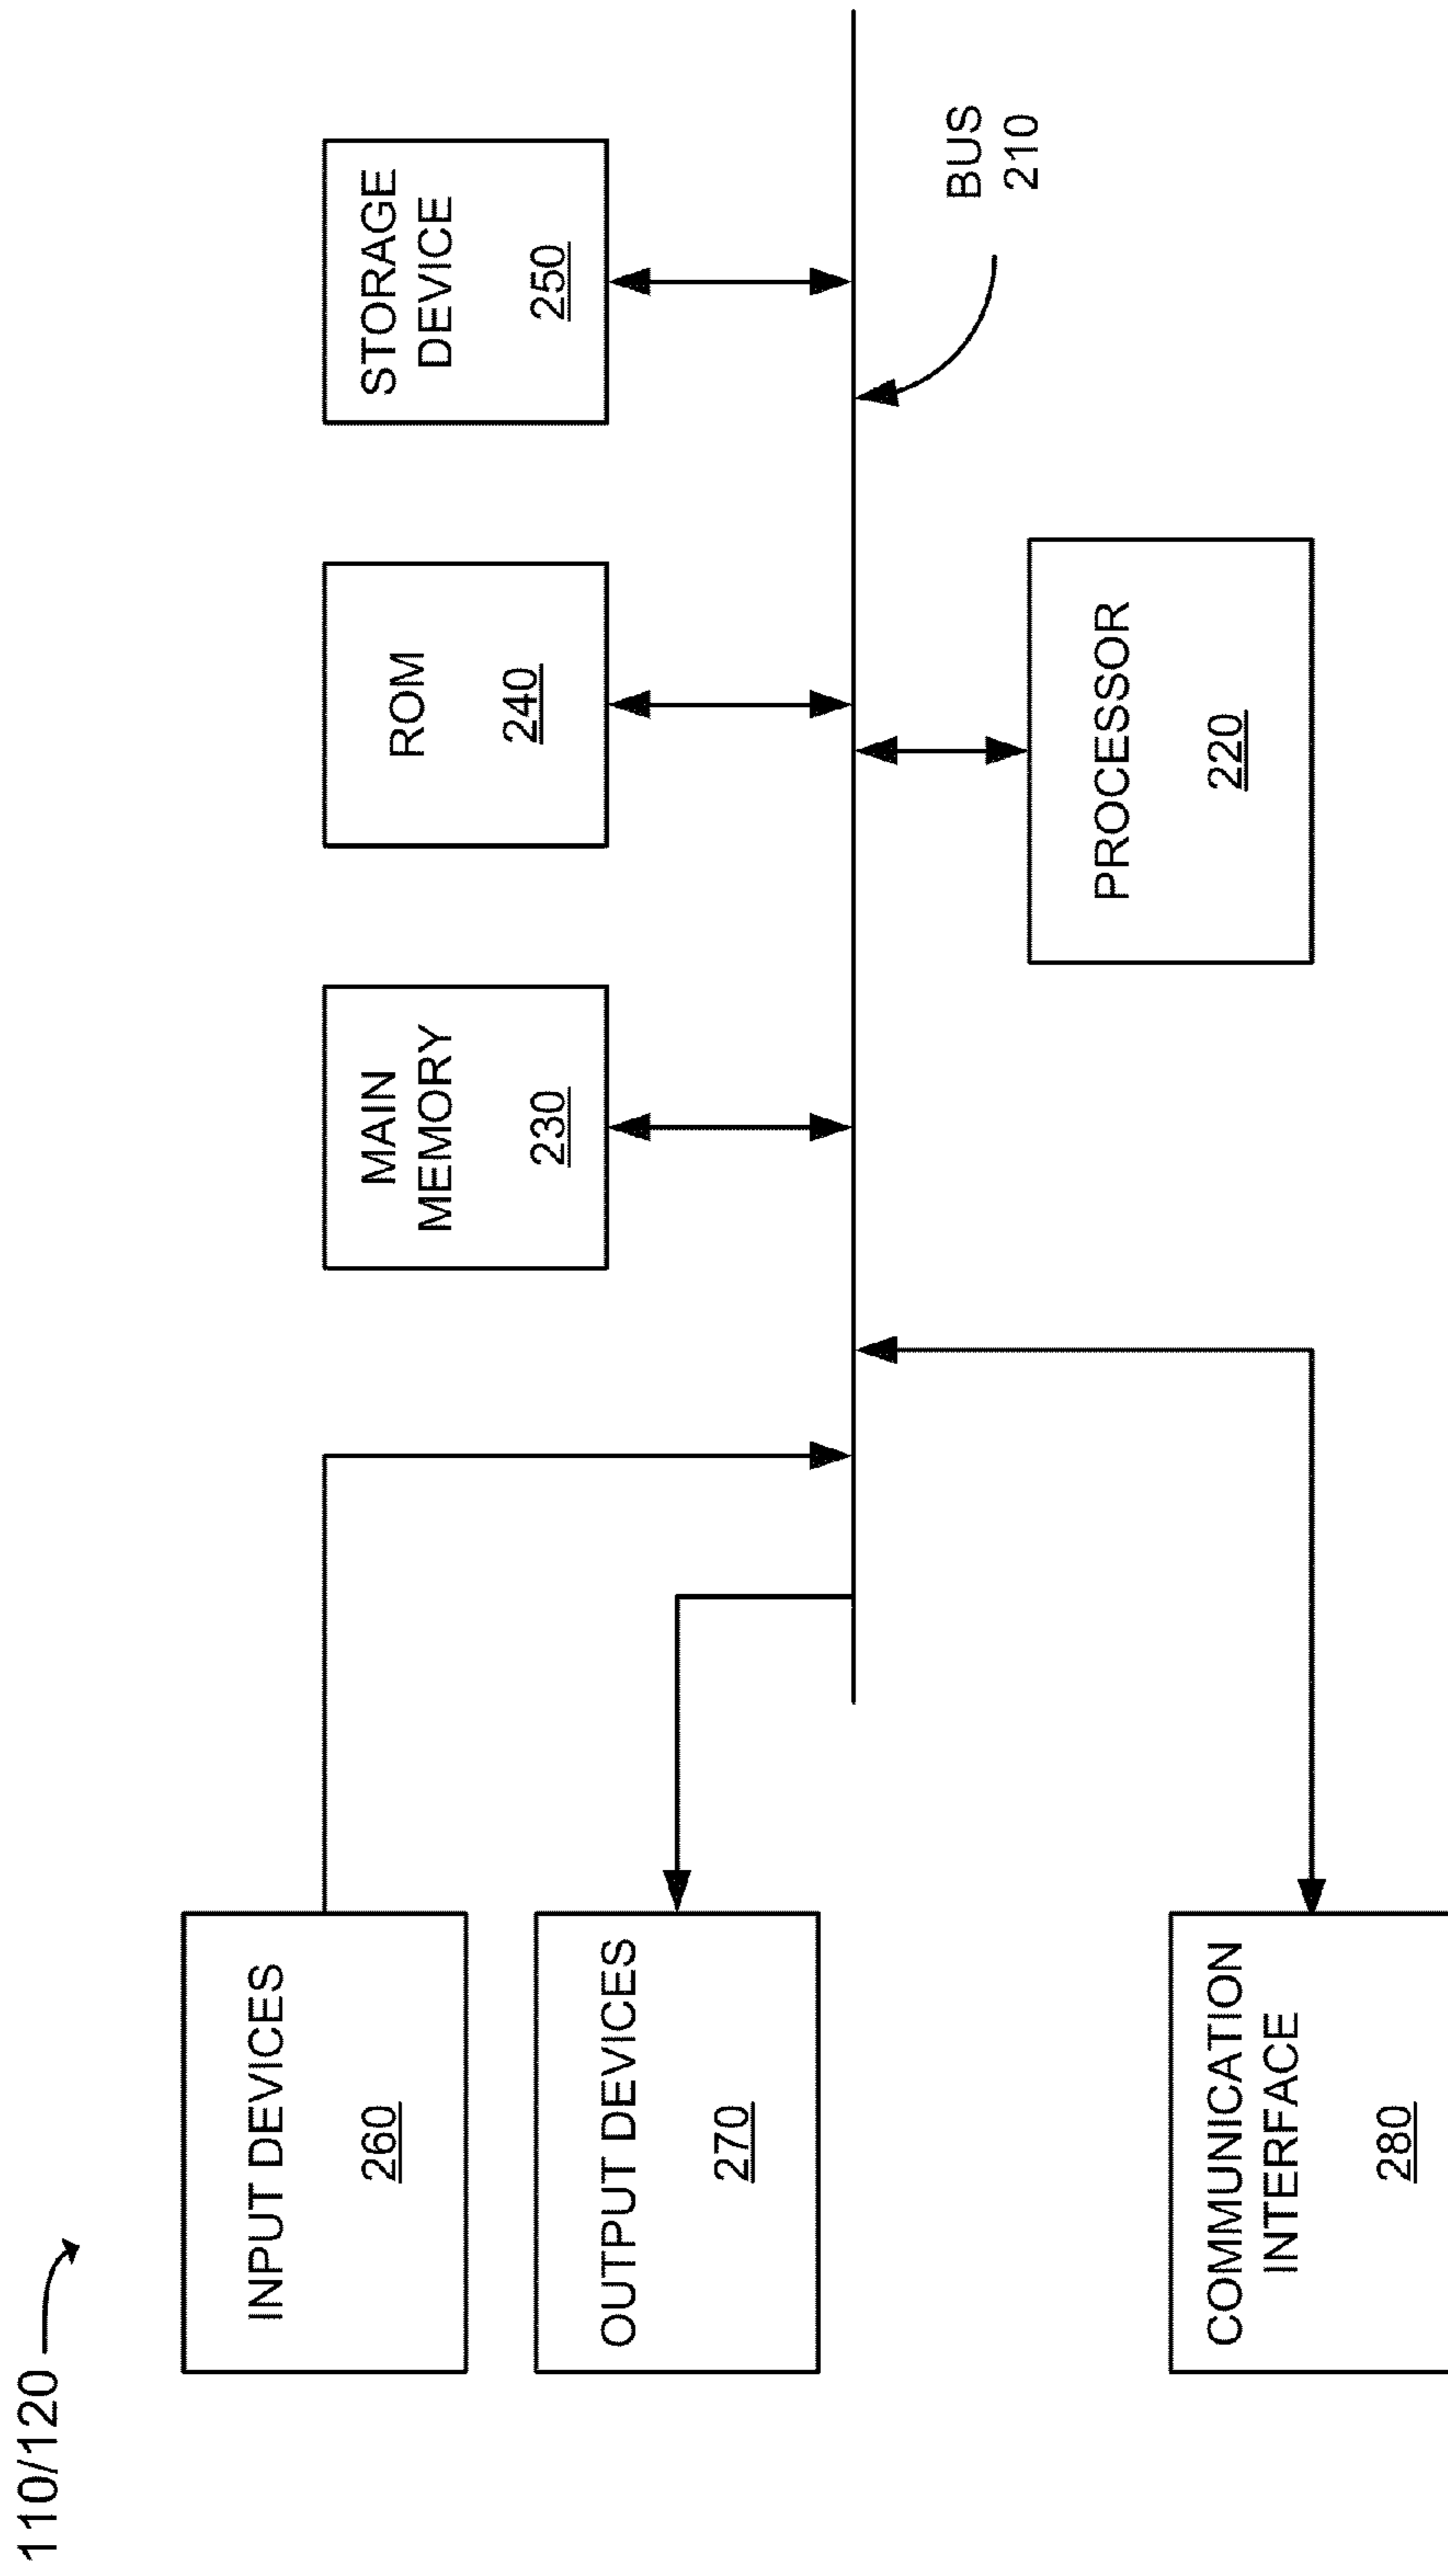 110/120
INPUT DEVICES
260
OUTPUT DEVICES
270
COMMUNICATION
INTERFACE
280
MAIN
MEMORY
230
ROM
240
STORAGE
DEVICE
250
PROCESSOR
220
BUS
210